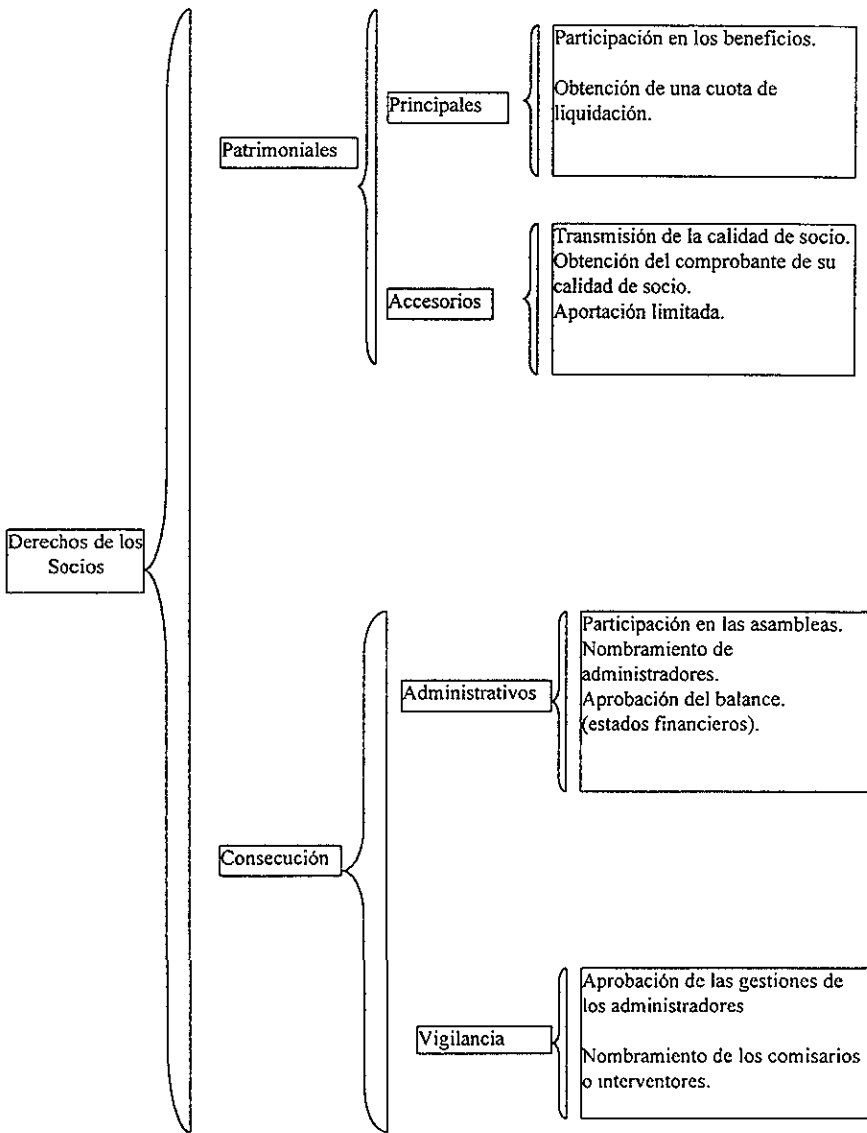 Derechos de los
Socios
Patrimoniales
Principales
Participación en los beneficios.
Obtención de una cuota de
liquidación.
Accesorios
Transmisión de la calidad de socio.
Obtención del comprobante de su
calidad de socio.
Aportación limitada.
Consecución
Administrativos
Participación en las asambleas.
Nombramiento de
administradores.
Aprobación del balance.
(estados financieros).
Vigilancia
Aprobación de las gestiones de
los administradores
Nombramiento de los comisarios
o interventores.